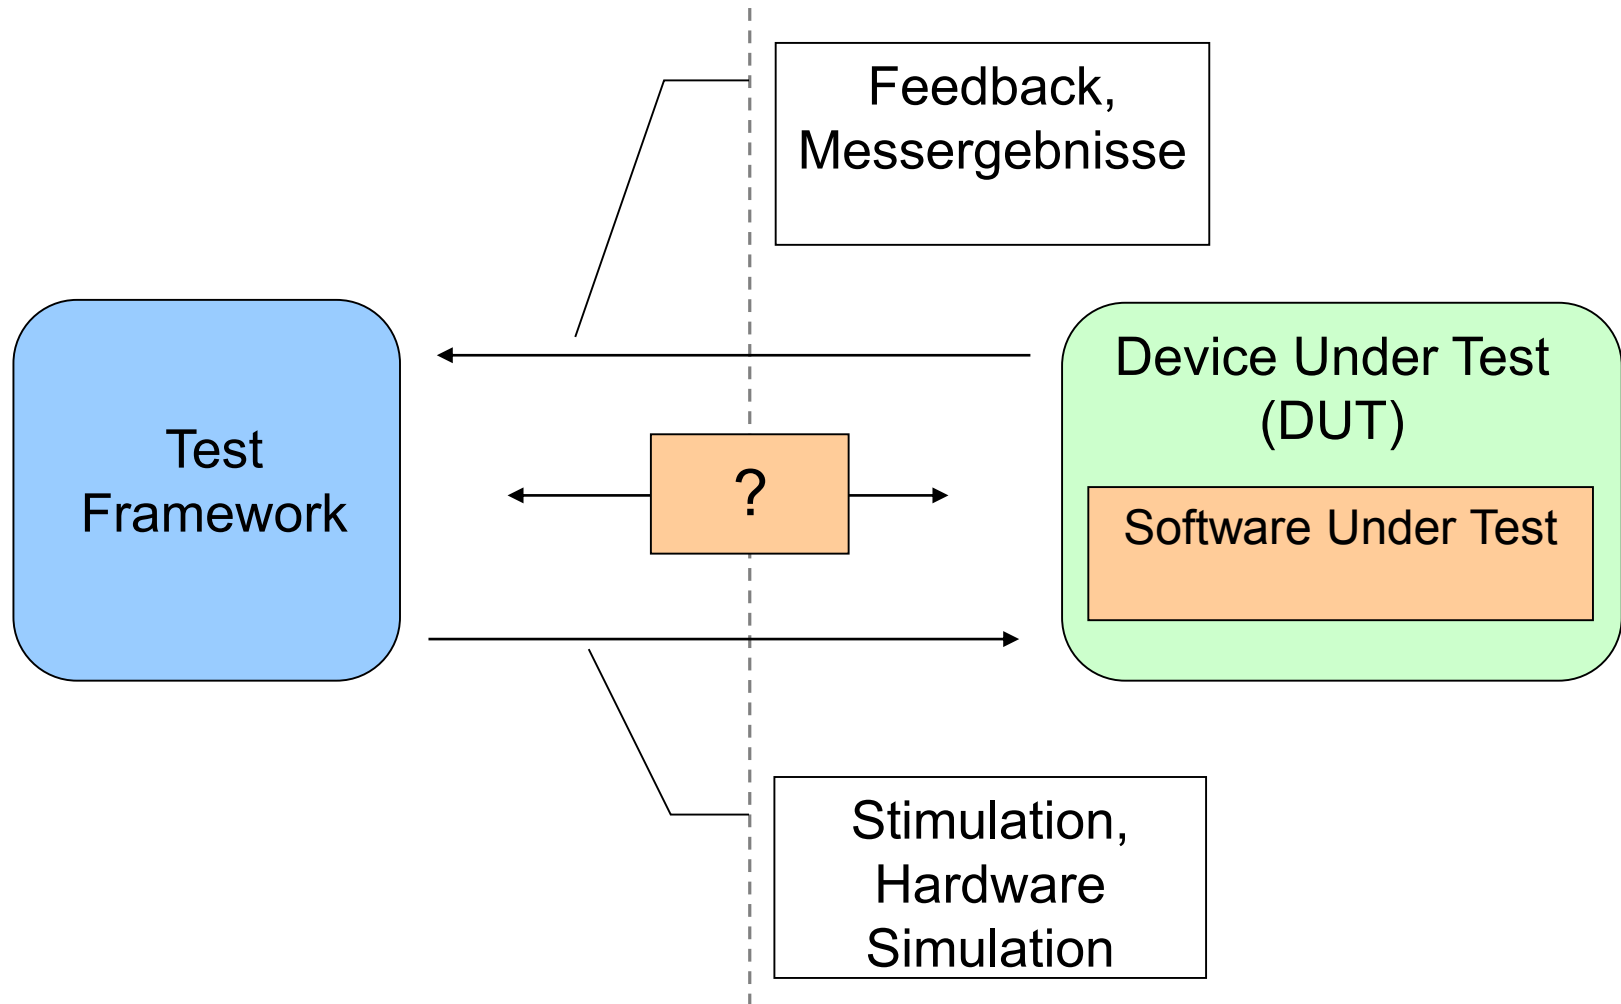 Feedback,
Messergebnisse
Test
Framework
?
Device Under Test
(DUT)
Software Under Test
Stimulation,
Hardware
Simulation